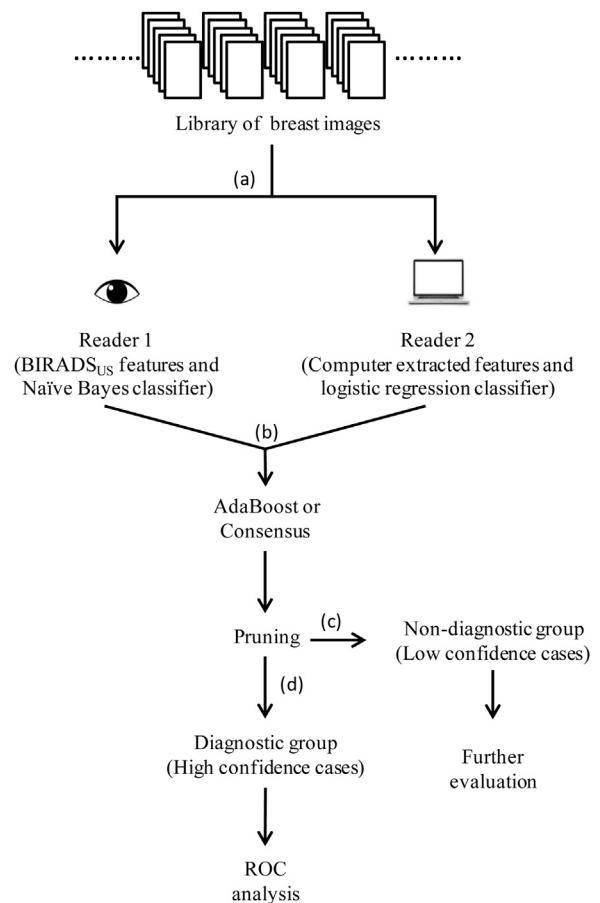 Library of breast images
(a)
Reader 1
(BIRADSUS features and
Naïve Bayes classifier)
Reader 2
(Computer extracted features and
logistic regression classifier)
(b)
AdaBoost or
Consensus
Pruning
(c)
Non-diagnostic group
(Low confidence cases)
(d)
Diagnostic group
(High confidence cases)
Further
evaluation
ROC
analysis